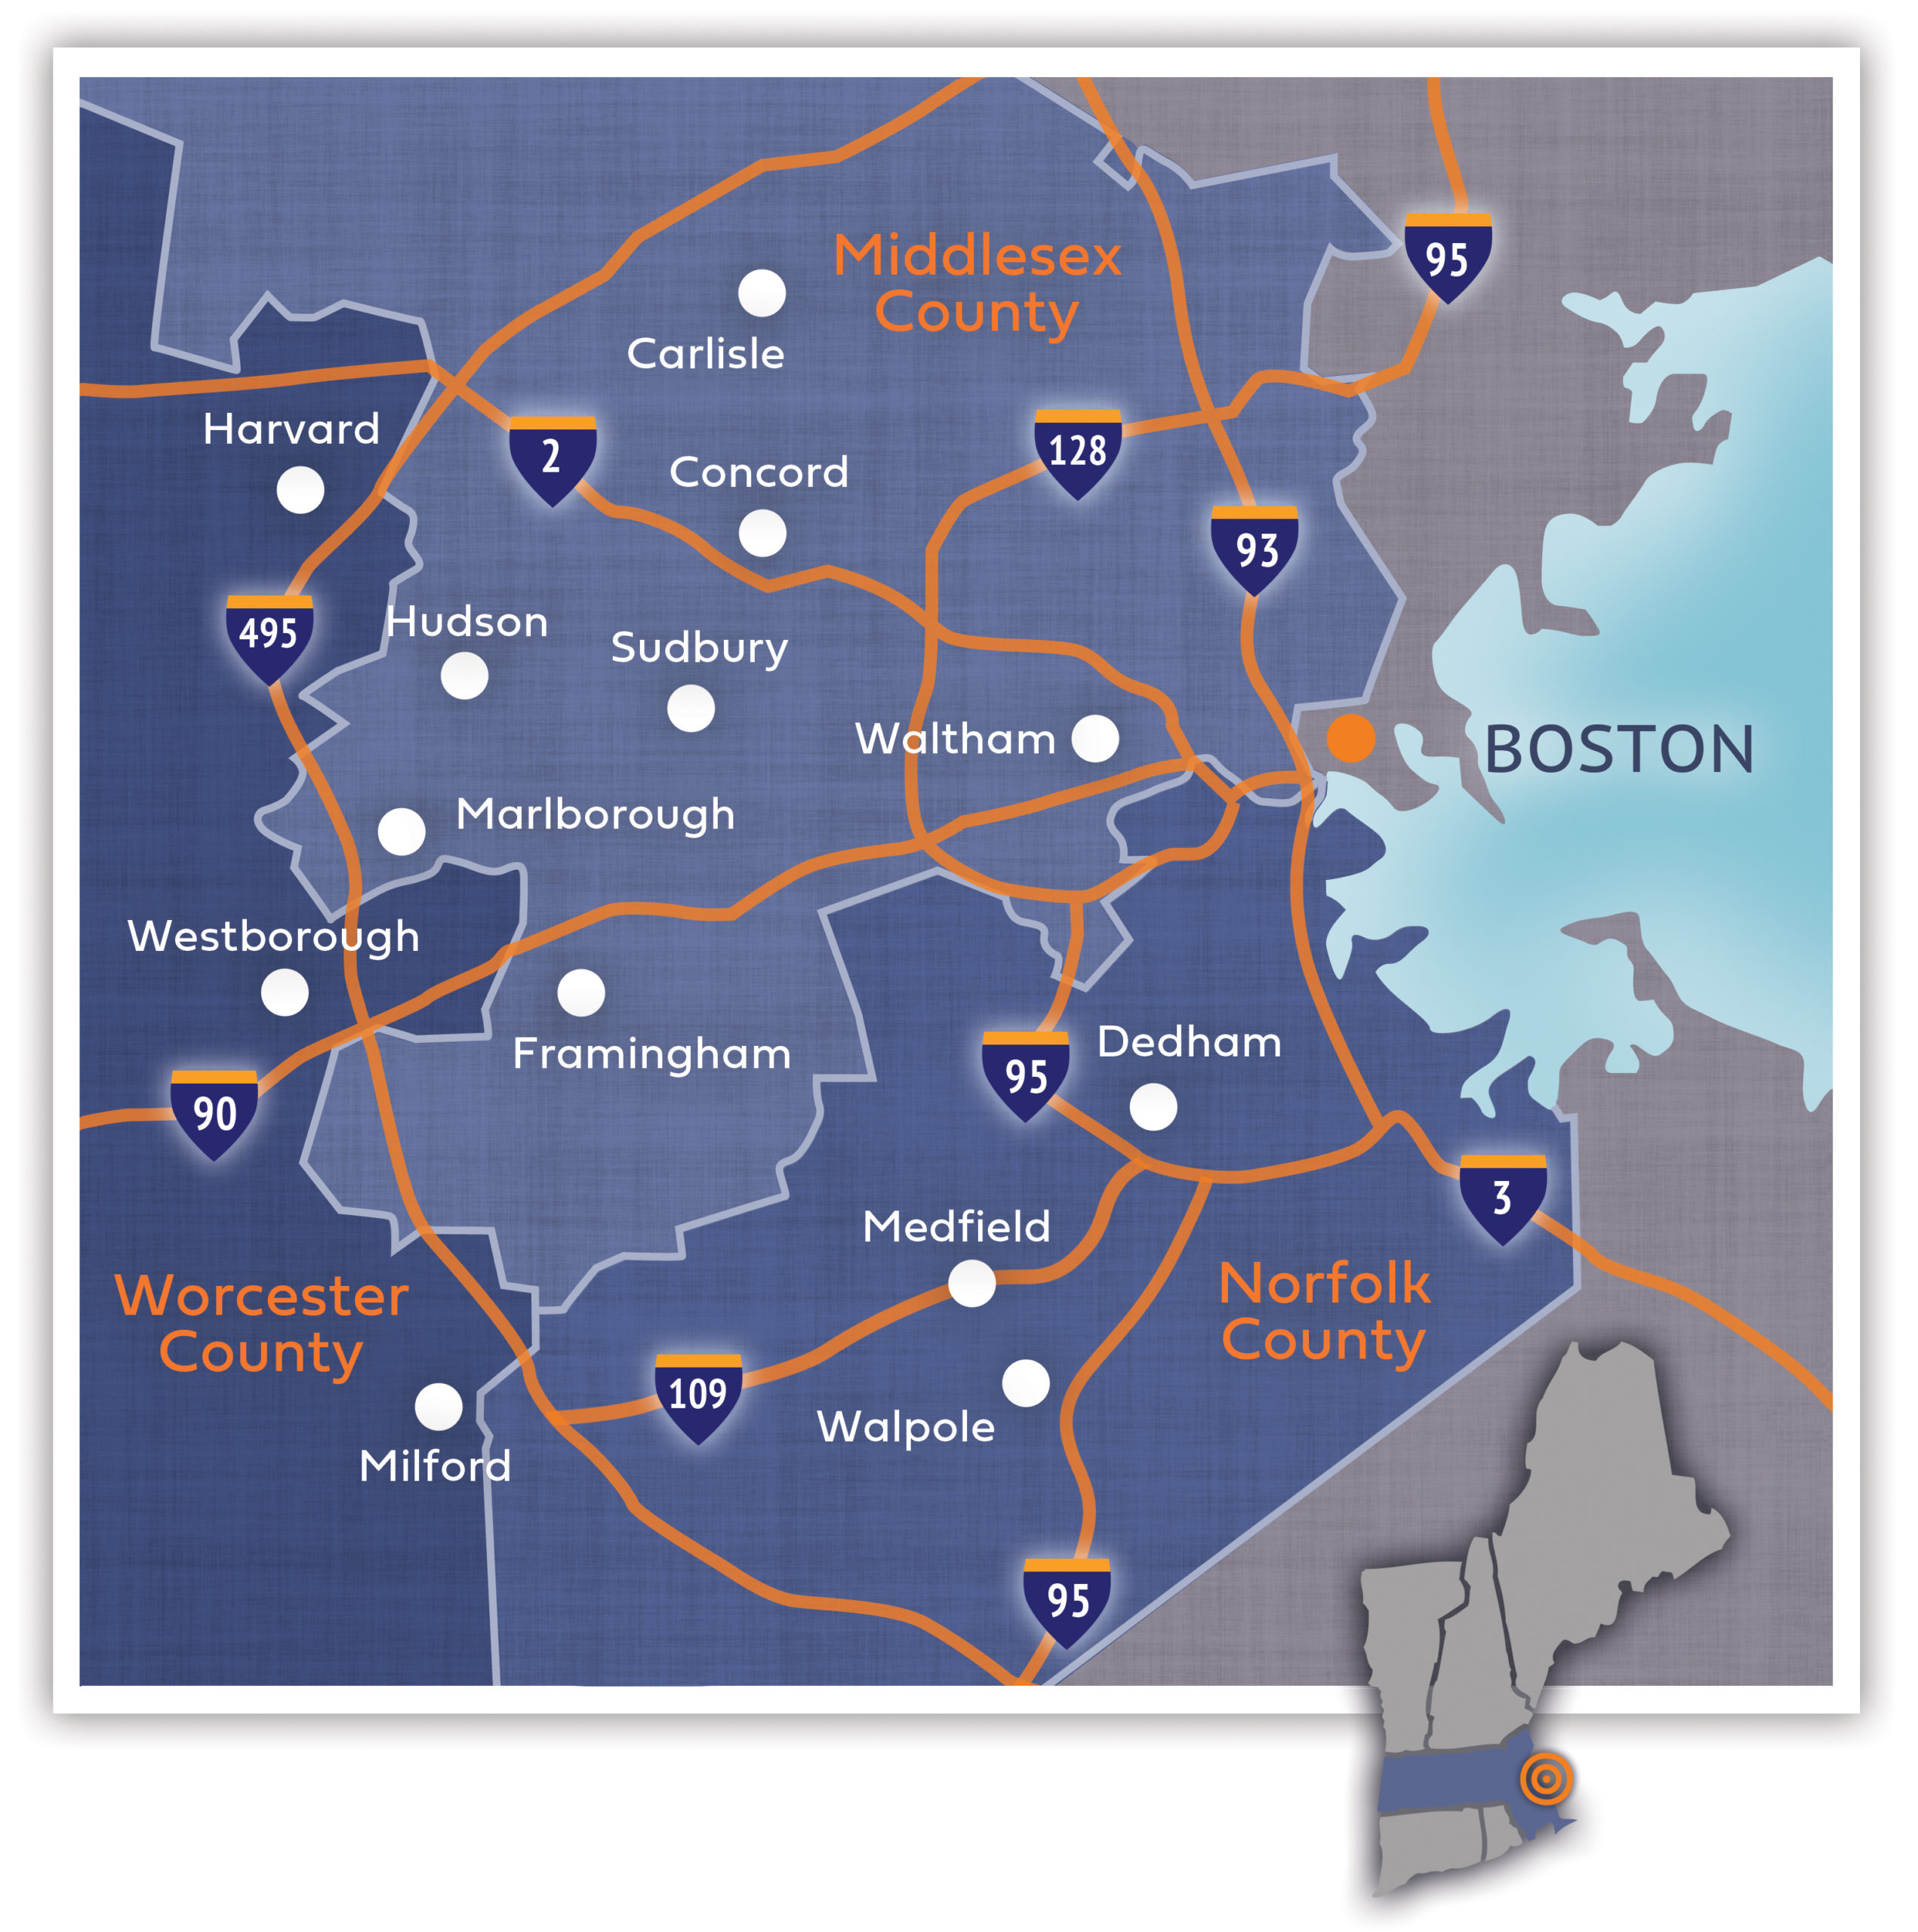 Middlesex
County
95
Carlisle
Harvard
2
128
Concord
93
495
Hudson
Sudbury
Waltham
BOSTON
Marlborough
Westborough
Framingham
95
Dedham
90
3
Medfield
Worcester
County
Norfolk
County
109
Walpole
Milford
95